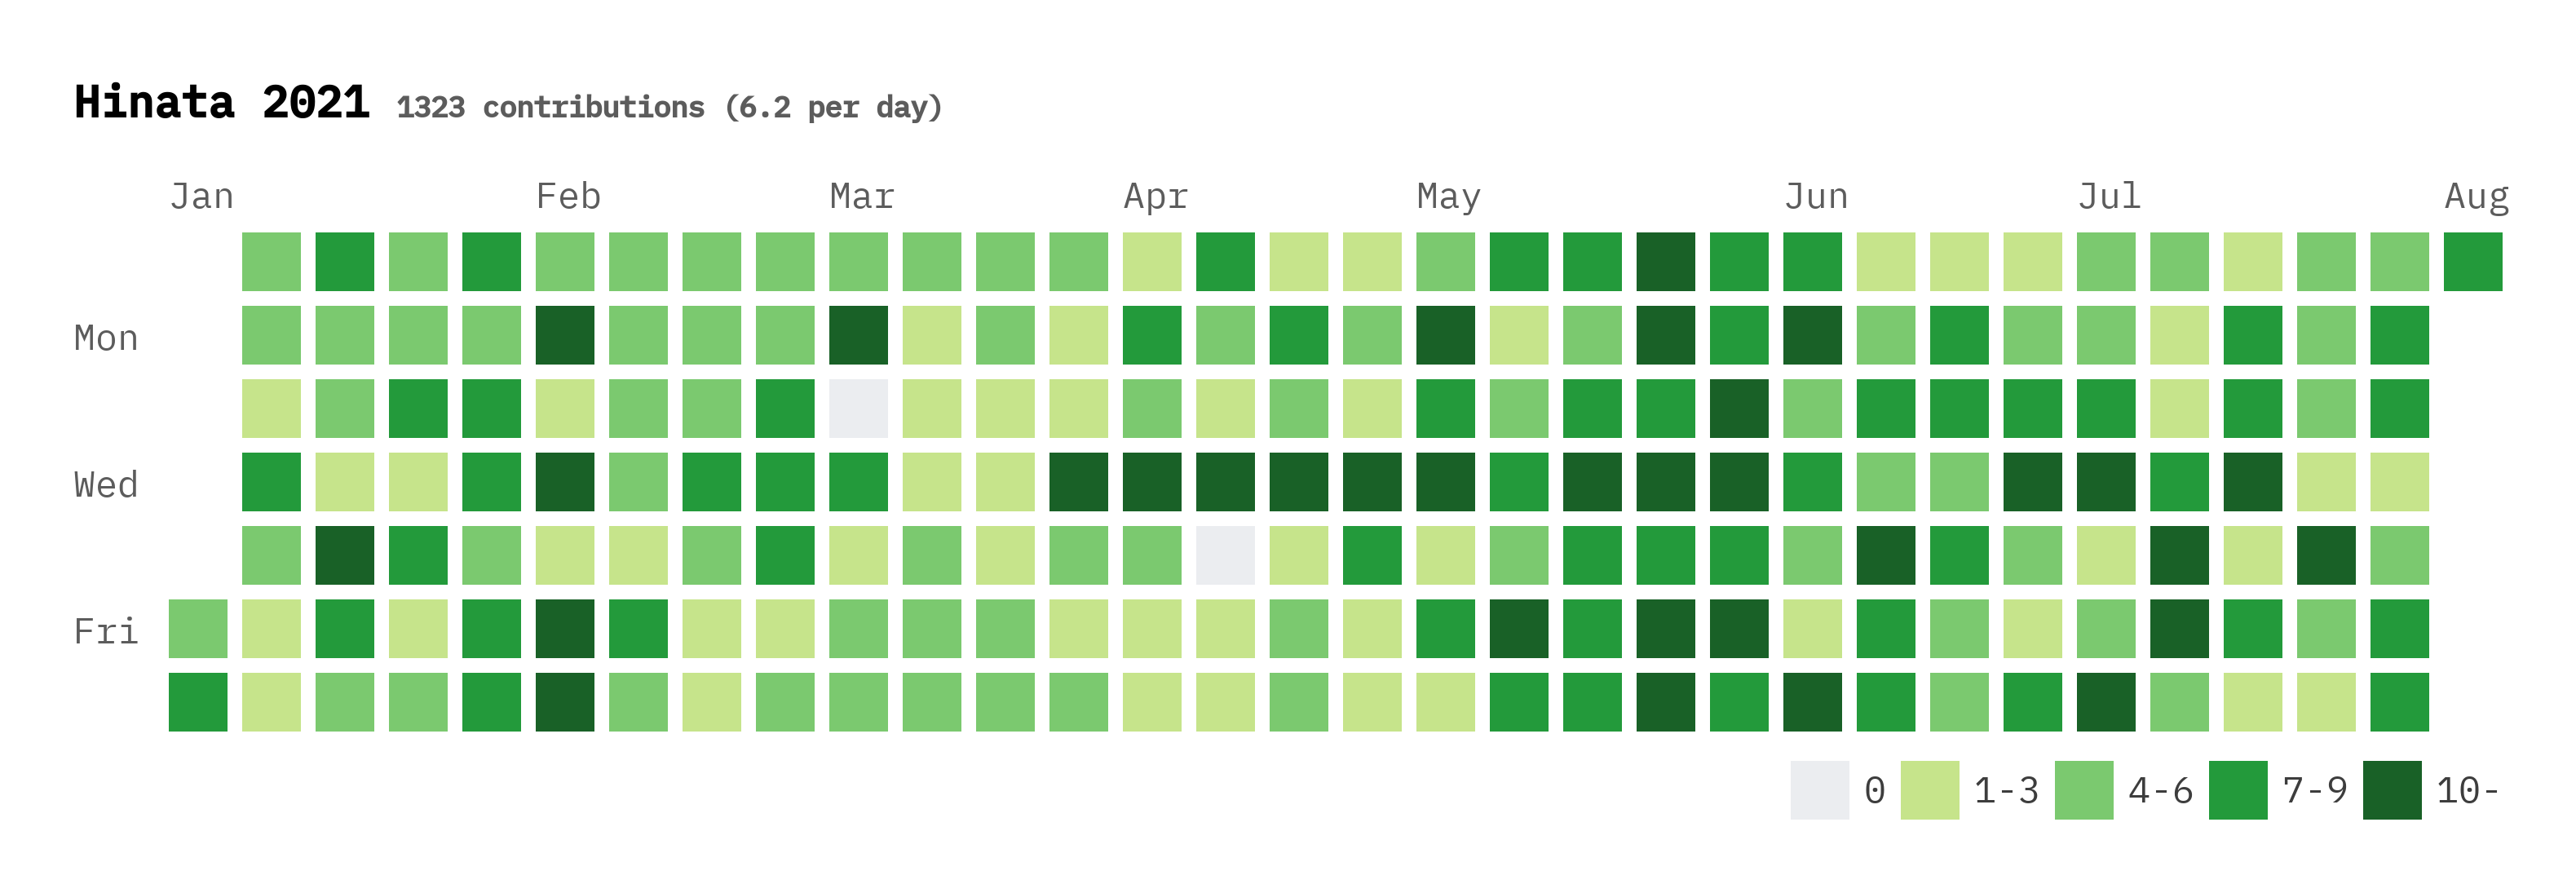 Hinata 2021 1323 contributions (6.2 per day)
Jan Feb Mar Apr May Jun Jul Aug
Mon
Wed
Fri
0 1-3 4-6 7-9 10-